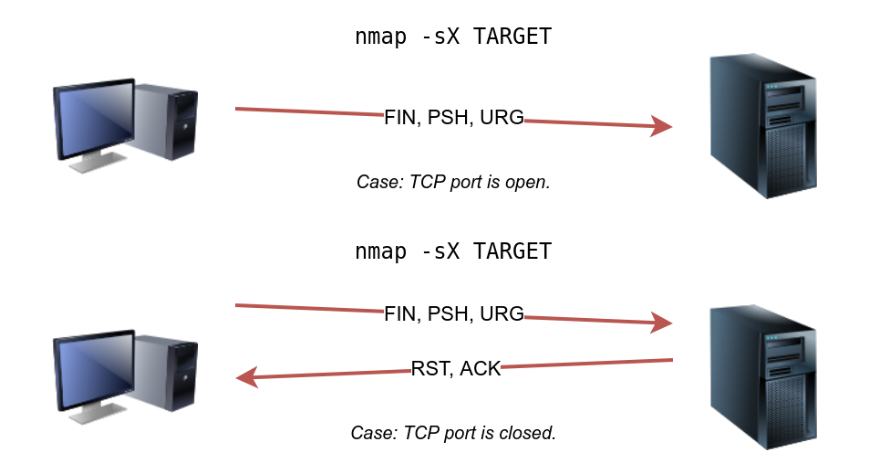 nmap -sX TARGET
FIN, PSH, URG
Case: TCP port is open.
nmap -sX TARGET
FIN, PSH, URG
RST, ACK
Case: TCP port is closed.